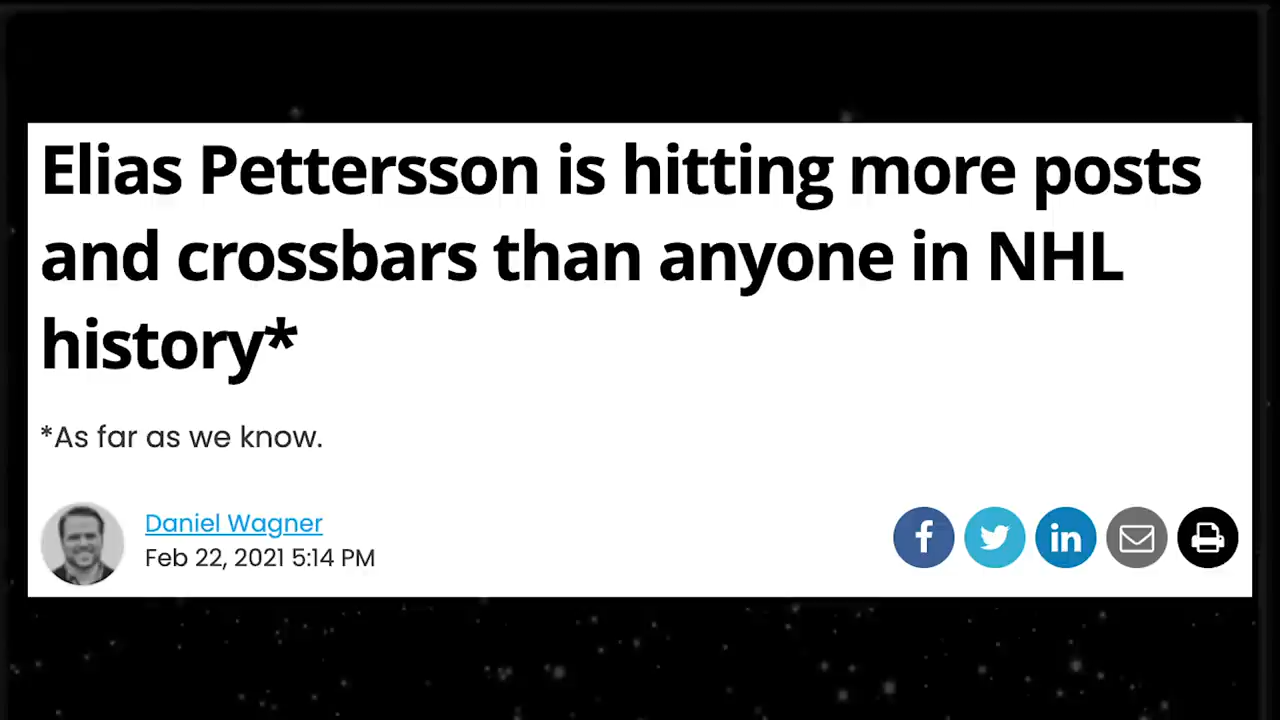 Elias Pettersson is hitting more posts
and crossbars than anyone in NHL
history*
*As far as we know.
Daniel Wagner
Feb 22, 2021 5:14 PM